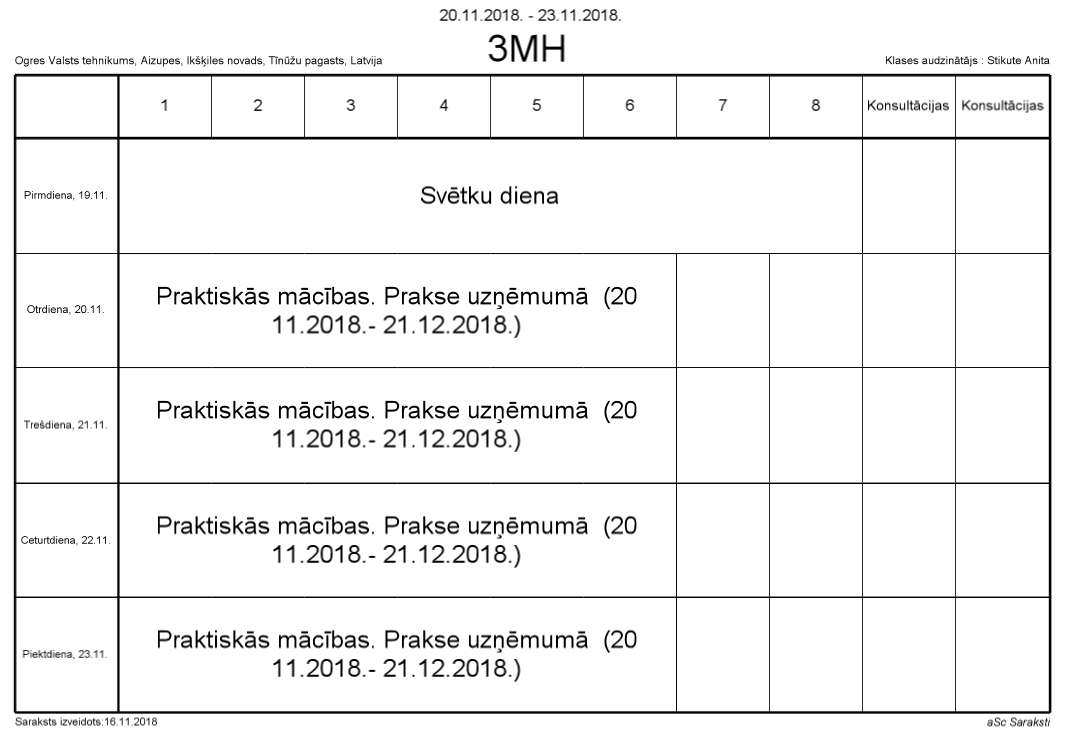 20.11.2018. - 23.11.2018.
3MH
Ogres Valsts tehnikums, Aizupes, Ikšķiles novads, Tīnūžu pagasts, Latvija
Klases audzinātājs : Stikute Anita
1 2 3 4 5 6 7 8 Konsultācijas Konsultācijas
Pirmdiena, 19.11.
Svētku diena
Otrdiena, 20.11.
Praktiskās mācības. Prakse uzņēmumā (20
11.2018.- 21.12.2018.)
Trešdiena, 21.11.
Praktiskās mācības. Prakse uzņēmumā (20
11.2018.- 21.12.2018.)
Ceturtdiena, 22.11.
Praktiskās mācības. Prakse uzņēmumā (20
11.2018.- 21.12.2018.)
Piektdiena, 23.11.
Praktiskās mācības. Prakse uzņēmumā (20
11.2018.- 21.12.2018.)
Saraksts izveidots:16.11.2018
aSc Saraksti